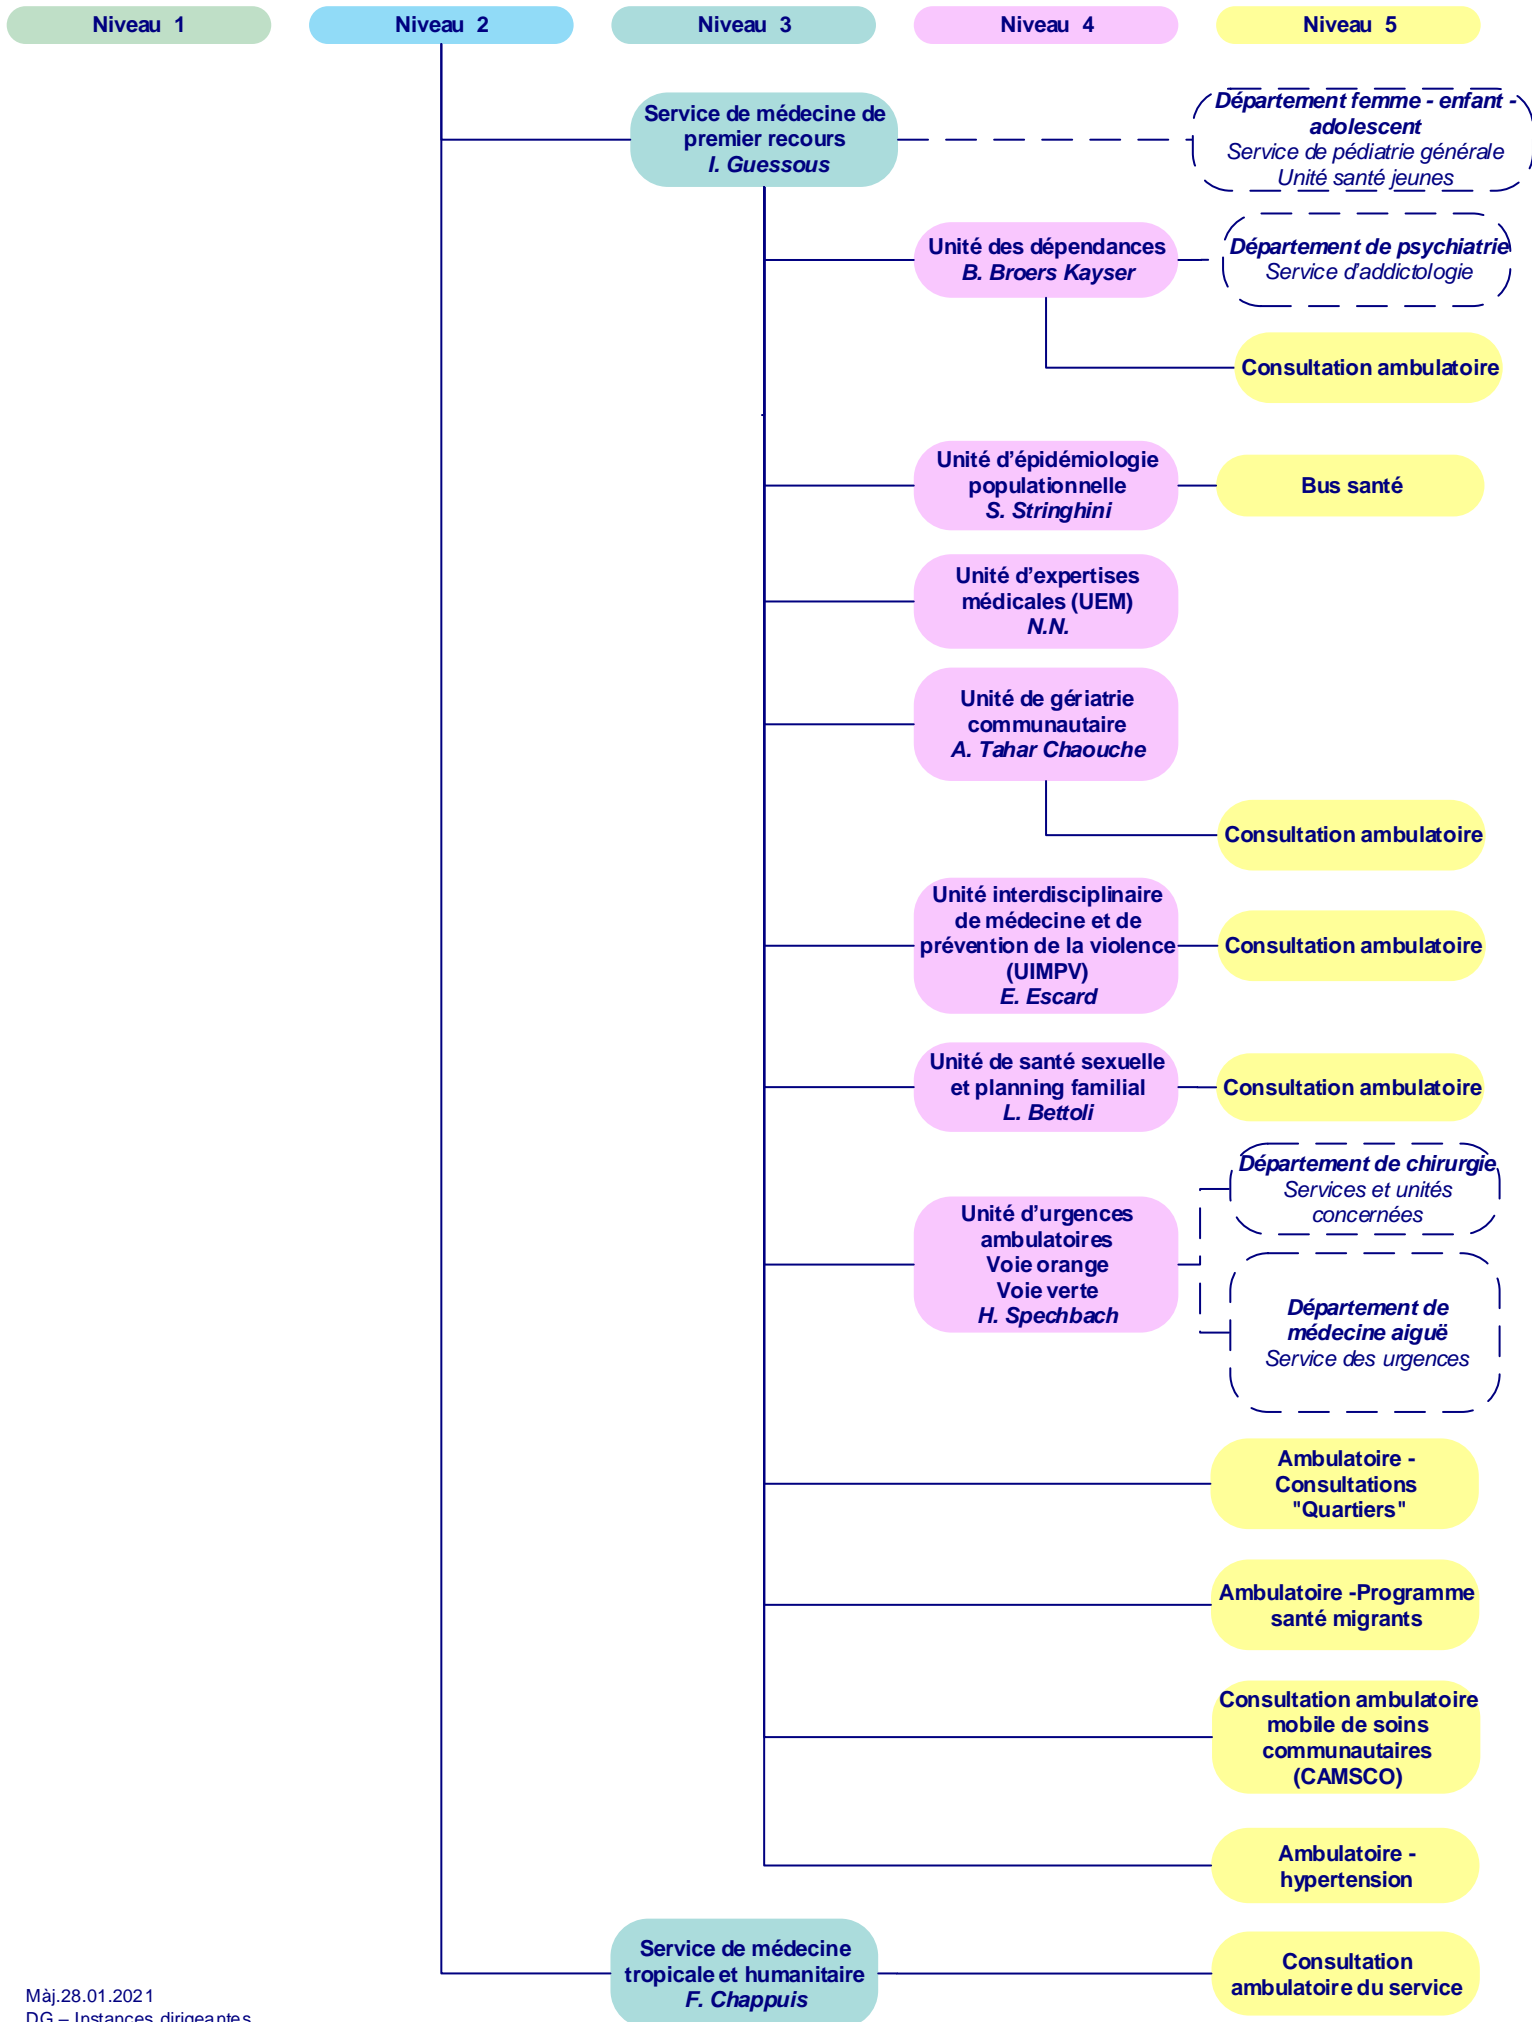 Niveau 1
Niveau 2
Niveau 3
Niveau 4
Niveau 5
Service de médecine de
premier recours
I. Guessous
Département femme - enfant -
adolescent
Service de pédiatrie générale
Unité santé jeunes
Unité des dépendances
B. Broers Kayser
Département de psychiatrie
Service d'addictologie
Consultation ambulatoire
Unité d’épidémiologie
populationnelle
S. Stringhini
Bus santé
Unité d’expertises
médicales (UEM)
N.N.
Unité de gériatrie
communautaire
A. Tahar Chaouche
Consultation ambulatoire
Unité interdisciplinaire
de médecine et de
prévention de la violence
(UIMPV)
E. Escard
Consultation ambulatoire
Unité de santé sexuelle
et planning familial
L. Bettoli
Consultation ambulatoire
Unité d’urgences
ambulatoires
Voie orange
Voie verte
H. Spechbach
Département de chirurgie
Services et unités
concernées
Département de
médecine aiguë
Service des urgences
Ambulatoire -
Consultations
"Quartiers"
Ambulatoire -Programme
santé migrants
Consultation ambulatoire
mobile de soins
communautaires
(CAMSCO)
Ambulatoire -
hypertension
Service de médecine
tropicale et humanitaire
F. Chappuis
Consultation
ambulatoire du service
Màj.28.01.2021
DG – Instances dirigeantes